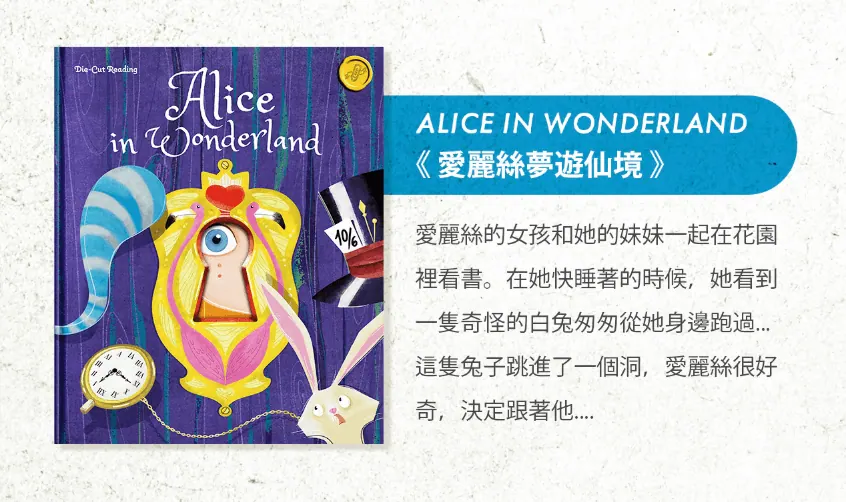 Die-Cut Reading
Alice
in Wonderland
10/6
ALICE IN WONDERLAND
《 愛麗絲夢遊仙境 》
愛麗絲的女孩和她的妹妹一起在花園
裡看書。在她快睡著的時候，她看到
一隻奇怪的白兔匆匆從她身邊跑過...
這隻兔子跳進了一個洞，愛麗絲很好
奇，決定跟著他....